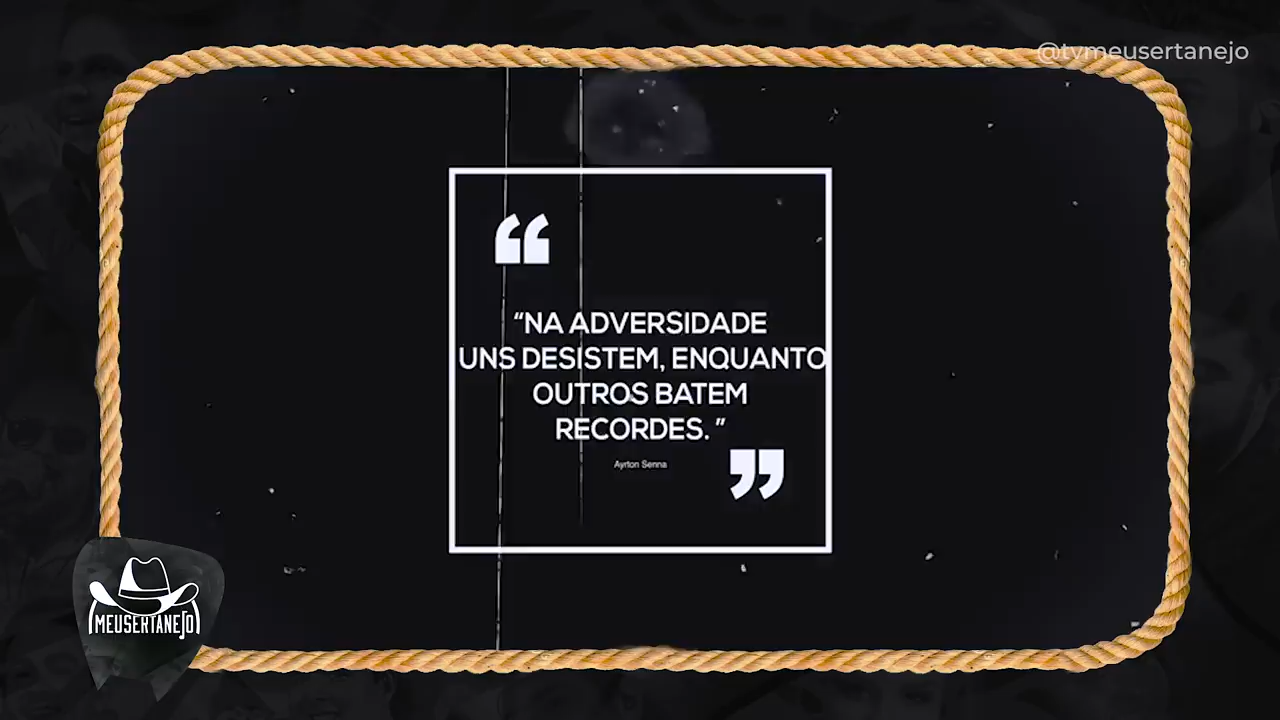 @tvmeusertanejo
“NA ADVERSIDADE
UNS DESISTEM, ENQUANTO
OUTROS BATEM
RECORDES. ”
Ayrton Senna
MEUSERTANEJO